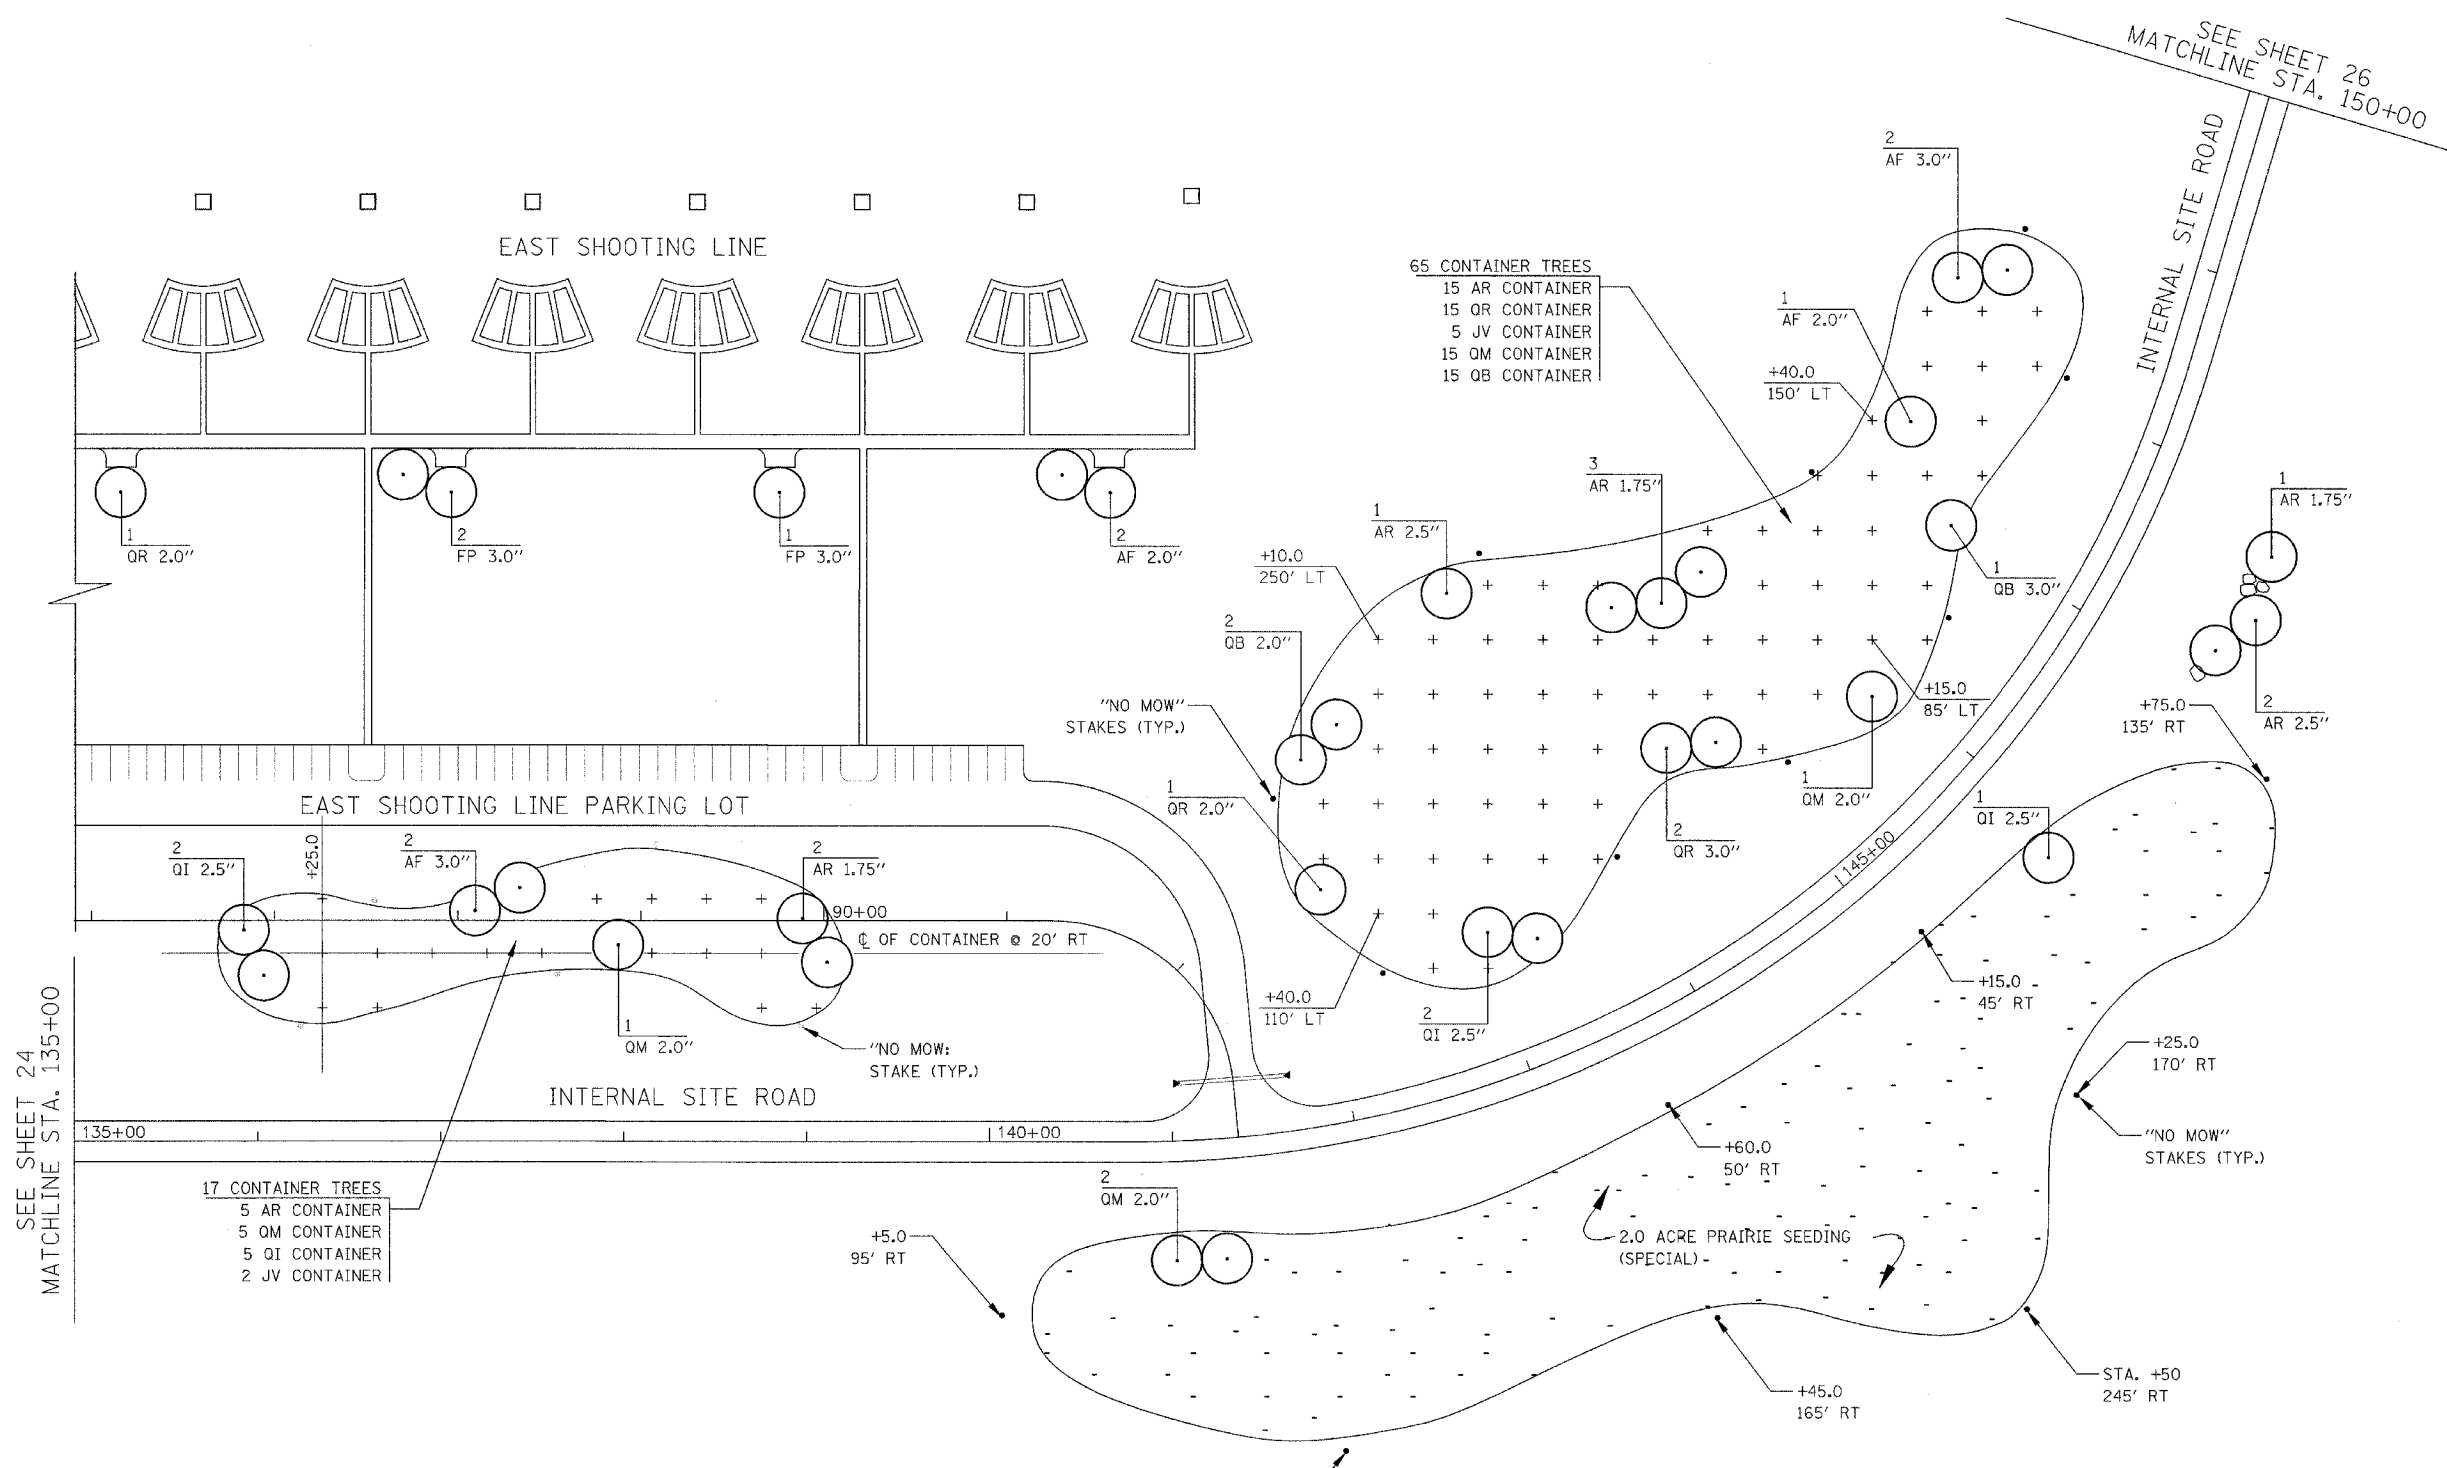 SEE SHEET 26
MATCHLINE STA. 150+00
INTERNAL SITE ROAD
2
AF 3.0"
EAST SHOOTING LINE
65 CONTAINER TREES
15 AR CONTAINER
15 QR CONTAINER
5 JV CONTAINER
15 QM CONTAINER
15 QB CONTAINER
1
AF 2.0"
+40.0
150' LT
3
AR 1.75"
1
AR 2.5"
1
AR 1.75"
1
QR 2.0"
2
FP 3.0"
1
FP 3.0"
2
AF 2.0"
+10.0
250' LT
1
QB 3.0"
2
QB 2.0"
"NO MOW"
STAKES (TYP.)
+15.0
85' LT
+75.0
135' RT
2
AR 2.5"
1
QR 2.0"
1
QM 2.0"
1
QI 2.5"
EAST SHOOTING LINE PARKING LOT
2
QR 3.0"
145+00
+25.0
2
QI 2.5"
2
AF 3.0"
2
AR 1.75"
90+00
℄ OF CONTAINER @ 20' RT
+40.0
110' LT
2
QI 2.5"
+15.0
45' RT
1
QM 2.0"
"NO MOW:
STAKE (TYP.)
+25.0
170' RT
INTERNAL SITE ROAD
SEE SHEET 24
MATCHLINE STA. 135+00
135+00
140+00
+60.0
50' RT
"NO MOW"
STAKES (TYP.)
17 CONTAINER TREES
5 AR CONTAINER
5 QM CONTAINER
5 QI CONTAINER
2 JV CONTAINER
2
QM 2.0"
+5.0
95' RT
2.0 ACRE PRAIRIE SEEDING
(SPECIAL)
+45.0
165' RT
STA. +50
245' RT